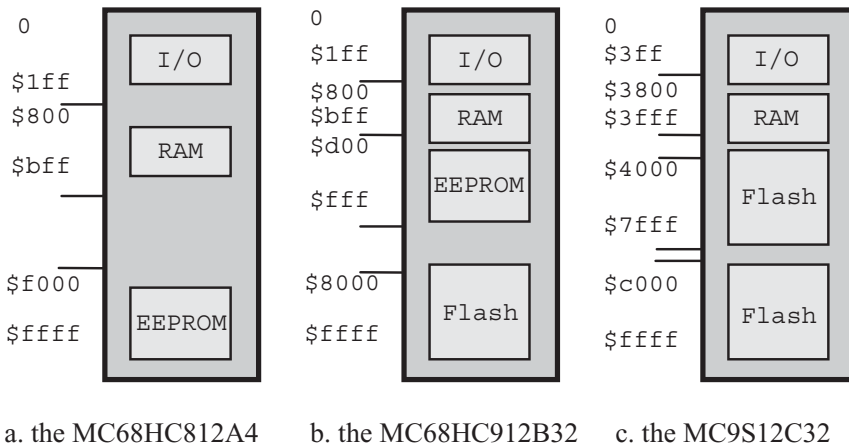 0
I/O
$1ff
$800
RAM
$bff
$f000
EEPROM
$ffff
a. the MC68HC812A4
0
$1ff
I/O
$800
$bff
RAM
$d00
EEPROM
$fff
$8000
Flash
$ffff
b. the MC68HC912B32
0
$3ff
I/O
$3800
$3fff
RAM
$4000
Flash
$7fff
$c000
Flash
$ffff
c. the MC9S12C32